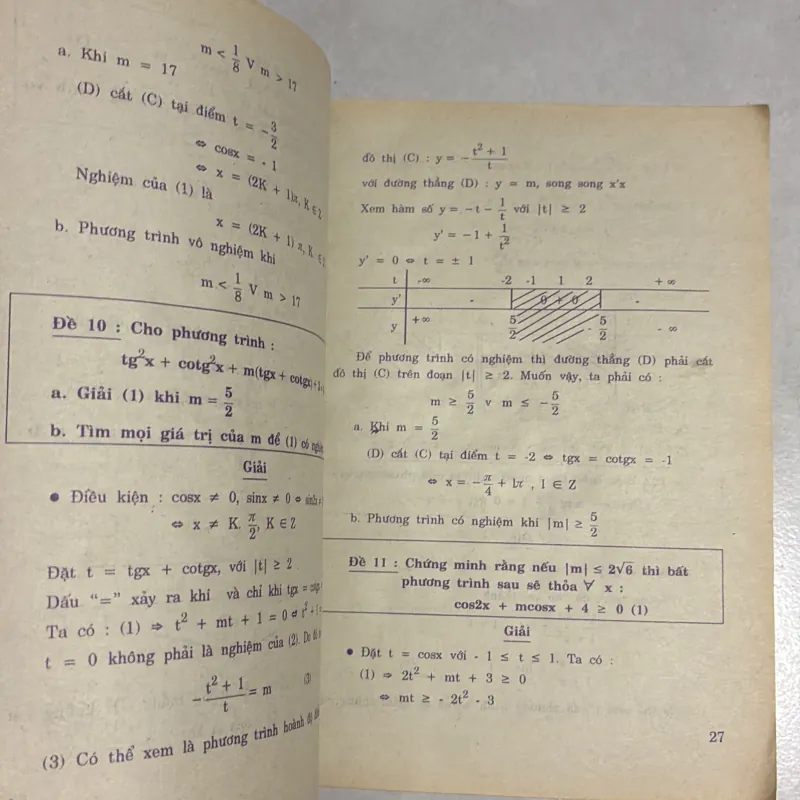 m < 1/8 V m > 17
a. Khi m = 17
(D) cắt (C) tại điểm t = -3/2
⇔ cosx = - 1
⇔ x = (2K + 1)π, K ∈ Z
Nghiệm của (1) là
x = (2K + 1) π, K ∈
b. Phương trình vô nghiệm khi
m < 1/8 V m > 17
Đề 10 : Cho phương trình :
tg²x + cotg²x + m(tgx + cotgx)
a. Giải (1) khi m = 5/2
b. Tìm mọi giá trị của m để (1) có
Giải
● Điều kiện : cosx ≠ 0, sinx ≠ 0 ⇔
⇔ x ≠ K. π/2, K ∈ Z
Đặt t = tgx + cotgx, với |t| ≥ 2
Dấu “=” xảy ra khi và chỉ khi tgx =
Ta có : (1) ⇒ t² + mt + 1 = 0 ⇔
t = 0 không phải là nghiệm của (2). Do đó
-(t² + 1)/t = m (3)
(3) Có thể xem là phương trình hoành độ
đồ thị (C) : y = - (t² + 1)/t
với đường thẳng (D) : y = m, song song x'x
Xem hàm số y = -t - 1/t với |t| ≥ 2
y' = -1 + 1/t²
y' = 0 ⇔ t = ± 1
t -∞ -2 -1 1 2 + ∞
y' - 0 + 0 -
y + ∞ 5/2 - 5/2 - ∞
Để phương trình có nghiệm thì đường thẳng (D) phải cắt
đồ thị (C) trên đoạn |t| ≥ 2. Muốn vậy, ta phải có :
m ≥ 5/2 v m ≤ -5/2
a. Khi m = 5/2
(D) cắt (C) tại điểm t = -2 ⇔ tgx = cotgx = -1
⇔ x = -π/4 + lπ , l ∈ Z
b. Phương trình có nghiệm khi |m| ≥ 5/2
Đề 11 : Chứng minh rằng nếu |m| ≤ 2√6 thì bất
phương trình sau sẽ thỏa ∀ x :
cos2x + mcosx + 4 ≥ 0 (1)
Giải
● Đặt t = cosx với - 1 ≤ t ≤ 1. Ta có :
(1) ⇒ 2t² + mt + 3 ≥ 0
⇔ mt ≥ - 2t² - 3
27